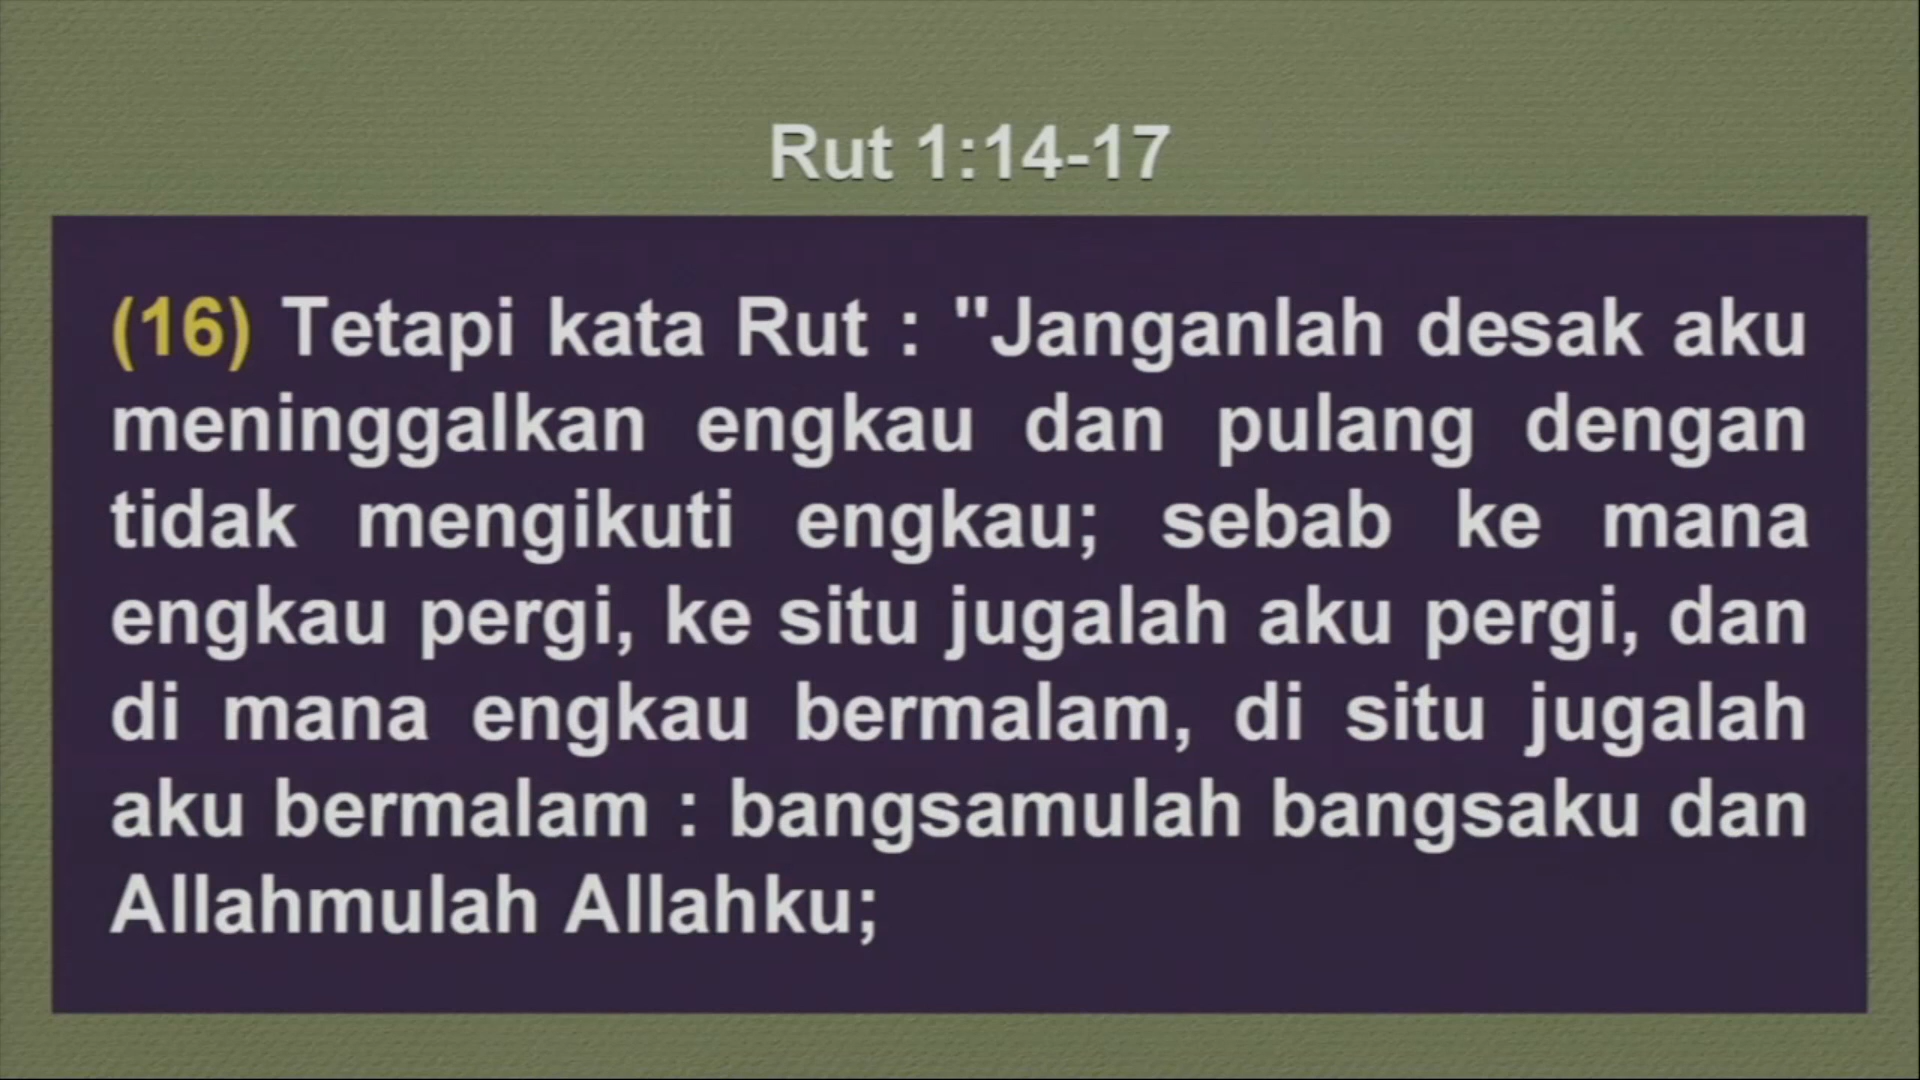 Rut 1:14-17
(16) Tetapi kata Rut : "Janganlah desak aku
meninggalkan engkau dan pulang dengan
tidak mengikuti engkau; sebab ke mana
engkau pergi, ke situ jugalah aku pergi, dan
di mana engkau bermalam, di situ jugalah
aku bermalam : bangsamulah bangsaku dan
Allahmulah Allahku;